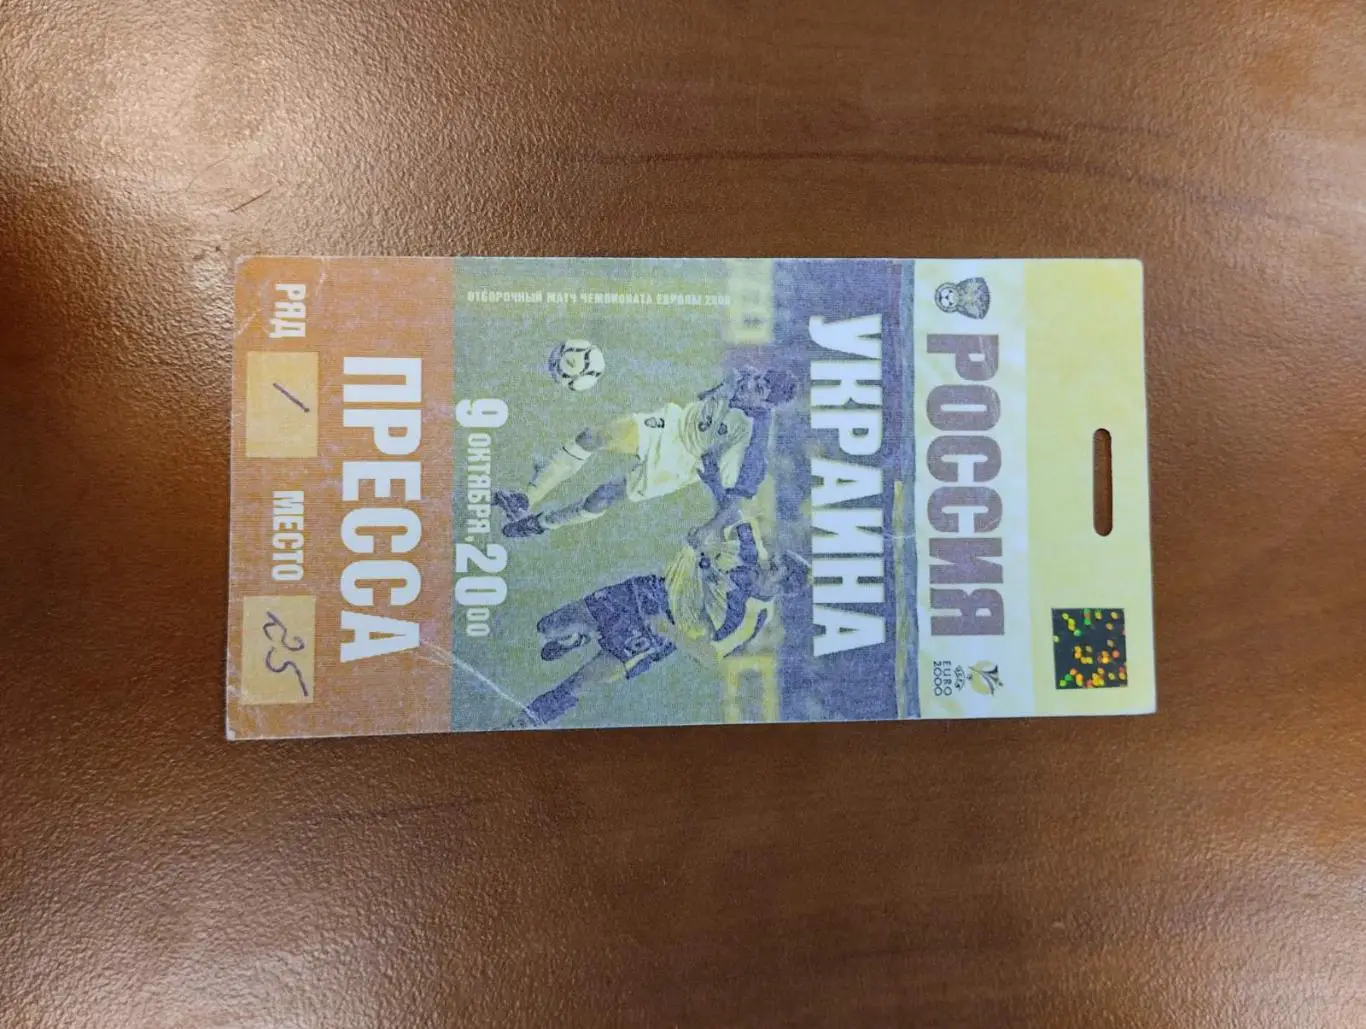 РОССИЯ
EURO
2000
УКРАИНА
ОТБОРОЧНЫЙ МАТЧ ЧЕМПИОНАТА ЕВРОПЫ 2000
9 ОКТЯБРЯ, 20 00
ПРЕССА
РЯД 1 МЕСТО 25